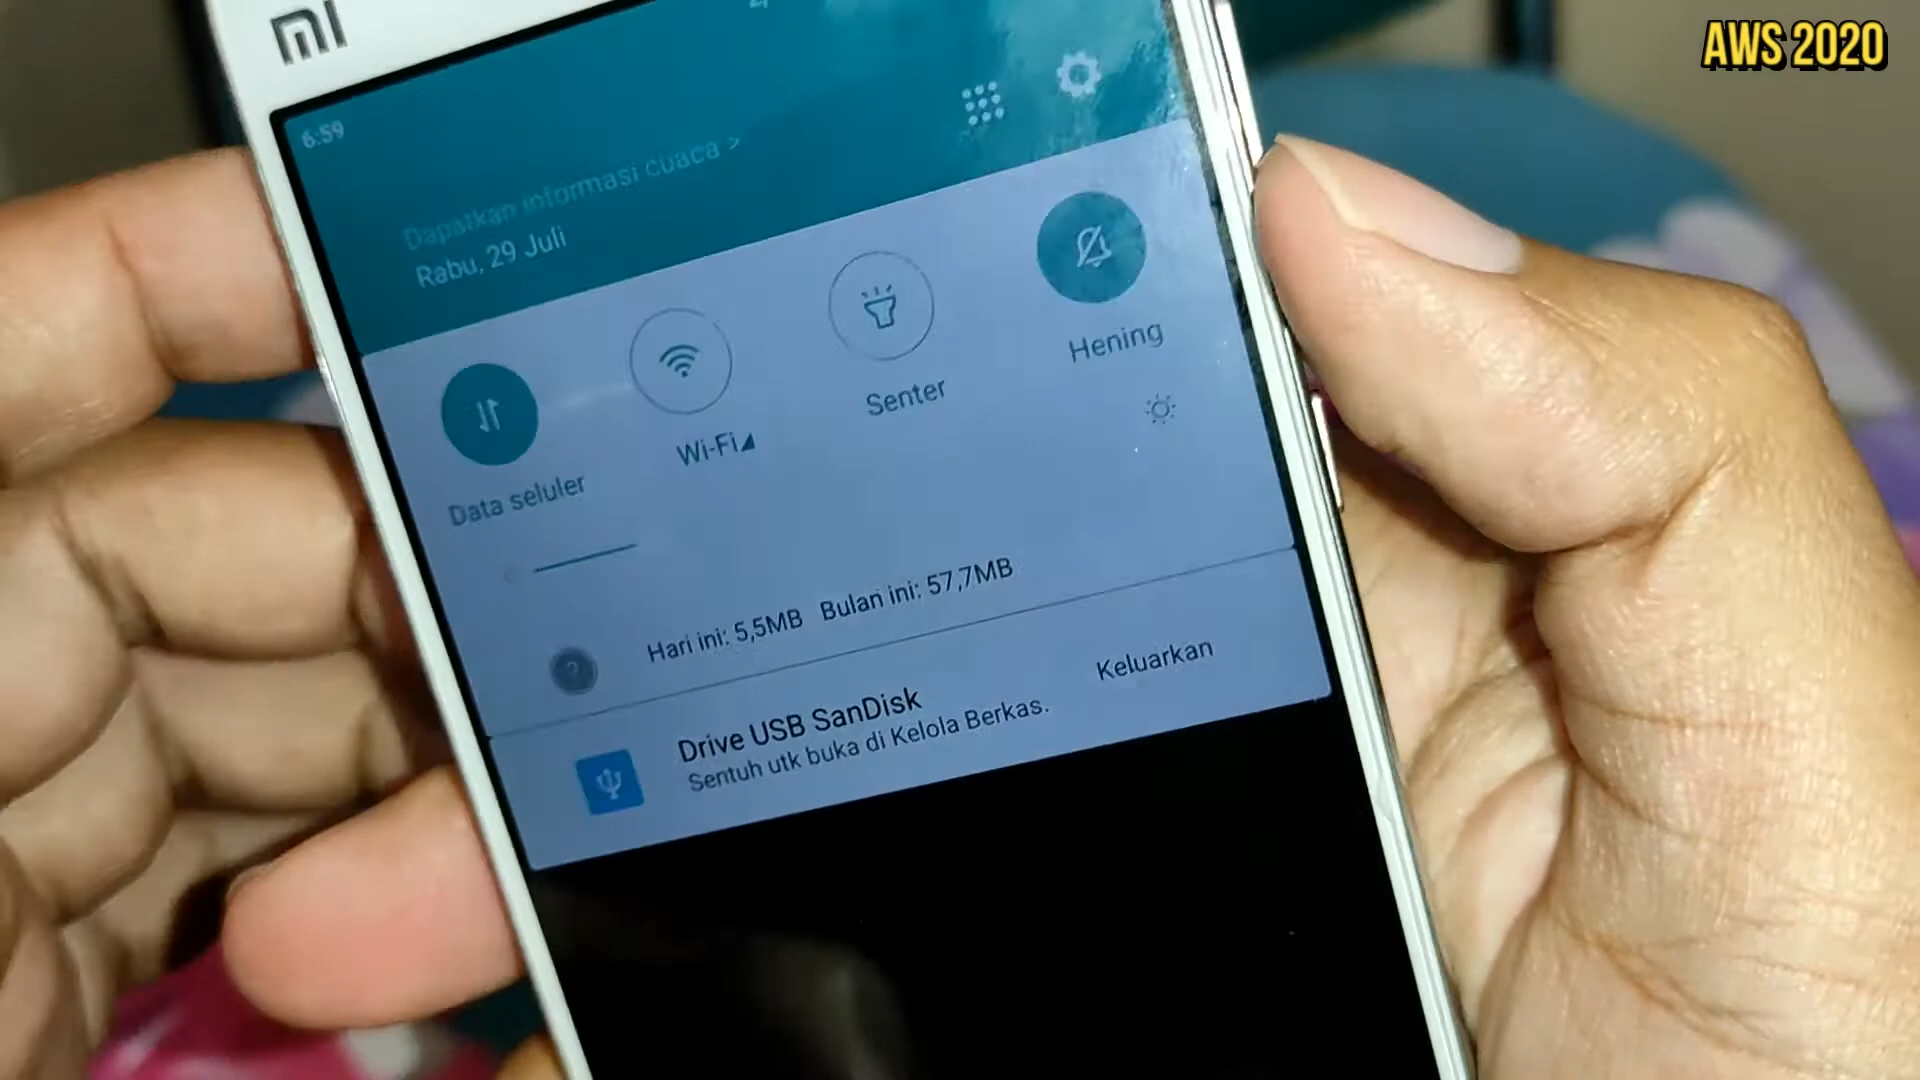 AWS 2020
mi
6:59
Dapatkan informasi cuaca >
Rabu, 29 Juli
Data seluler
Wi-Fi
Senter
Hening
Hari ini: 5,5MB Bulan ini: 57,7MB
Drive USB SanDisk
Sentuh utk buka di Kelola Berkas.
Keluarkan